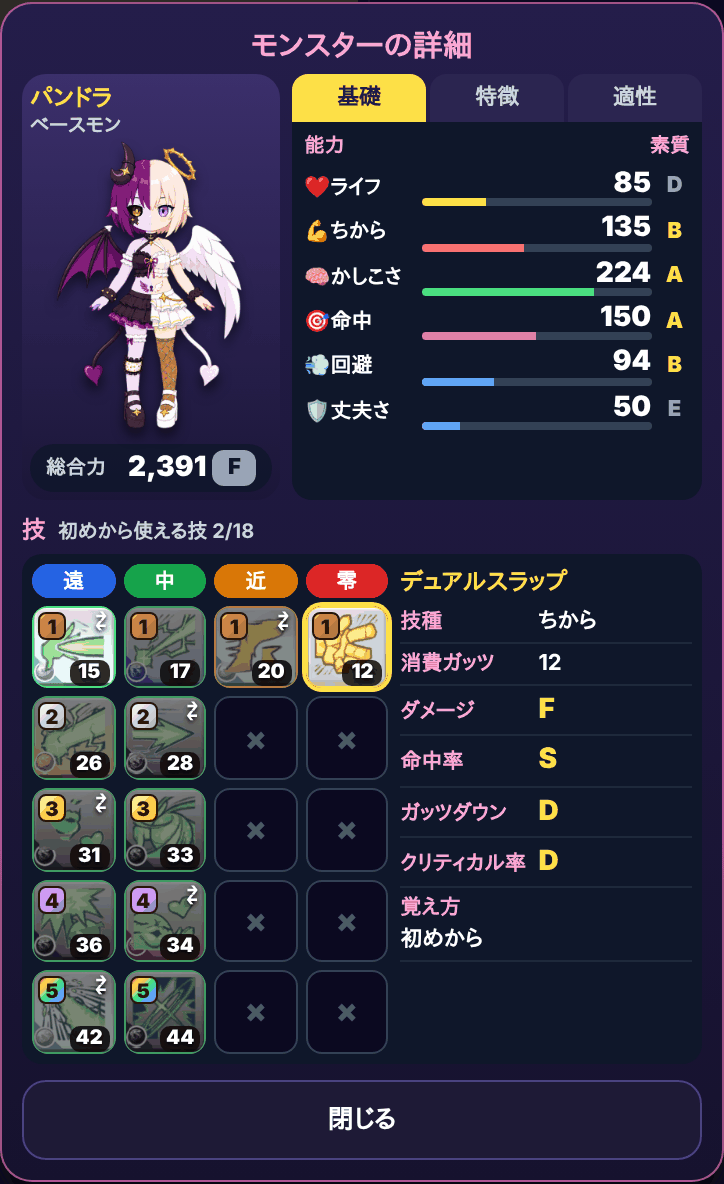 モンスターの詳細
パンドラ
ベースモン
総合力 2,391 F
基礎 特徴 適性
能力 素質
ライフ 85 D
ちから 135 B
かしこさ 224 A
命中 150 A
回避 94 B
丈夫さ 50 E
技 初めから使える技 2/18
遠 中 近 零
1 15 1 17 1 20 1 12
2 26 2 28
3 31 3 33
4 36 4 34
5 42 5 44
デュアルスラップ
技種 ちから
消費ガッツ 12
ダメージ F
命中率 S
ガッツダウン D
クリティカル率 D
覚え方
初めから
閉じる